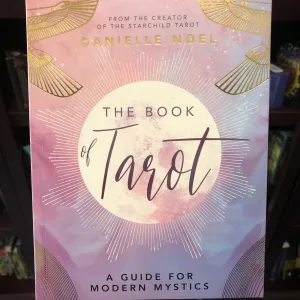 FROM THE CREATOR
OF THE STARCHILD TAROT
DANIELLE NOEL
THE BOOK
of Tarot
A GUIDE FOR
MODERN MYSTICS